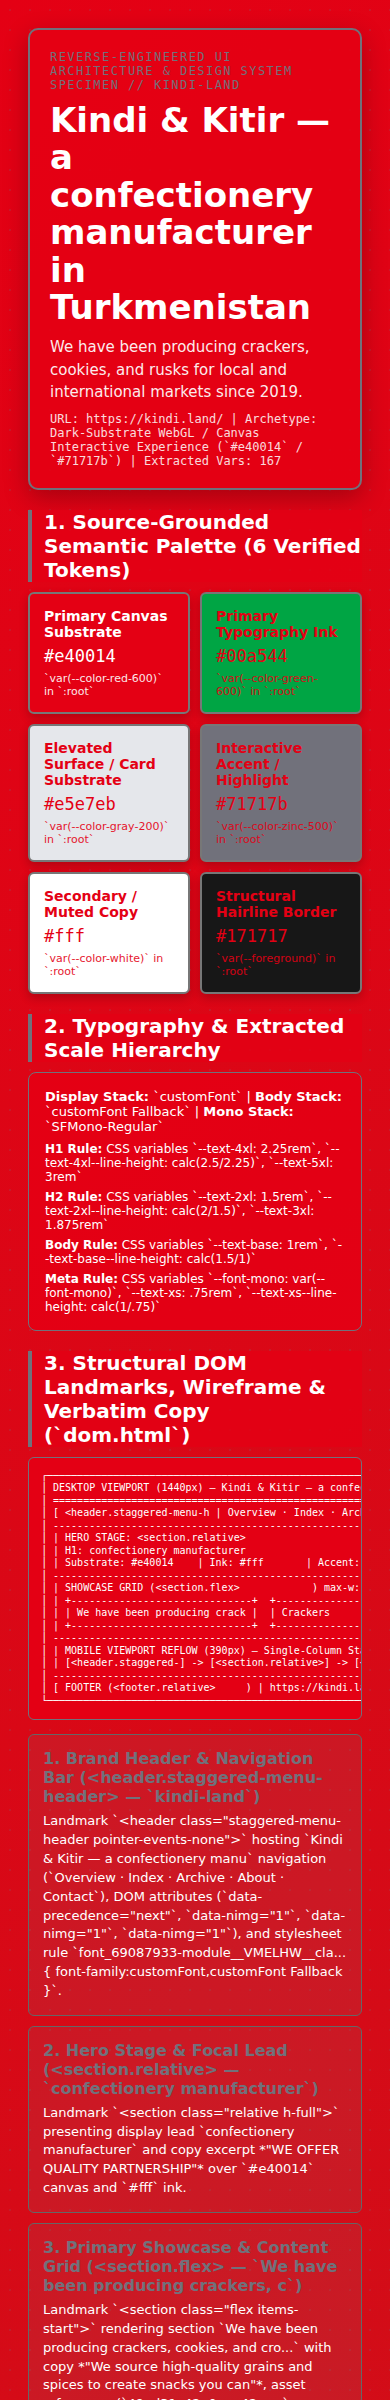 REVERSE-ENGINEERED UI
ARCHITECTURE & DESIGN SYSTEM
SPECIMEN // KINDI-LAND
Kindi & Kitir —
a
confectionery
manufacturer
in
Turkmenistan
We have been producing crackers,
cookies, and rusks for local and
international markets since 2019.
URL: https://kindi.land/ | Archetype:
Dark-Substrate WebGL / Canvas
Interactive Experience (`#e40014` /
`#71717b`) | Extracted Vars: 167
1. Source-Grounded
Semantic Palette (6 Verified
Tokens)
Primary Canvas
Substrate
#e40014
`var(--color-red-600)`
in `:root`
Primary
Typography Ink
#00a544
`var(--color-green-
600)` in `:root`
Elevated
Surface / Card
Substrate
#e5e7eb
`var(--color-gray-200)`
in `:root`
Interactive
Accent /
Highlight
#71717b
`var(--color-zinc-500)`
in `:root`
Secondary /
Muted Copy
#fff
`var(--color-white)` in
`:root`
Structural
Hairline Border
#171717
`var(--foreground)` in
`:root`
2. Typography & Extracted
Scale Hierarchy
Display Stack: `customFont` | Body Stack:
`customFont Fallback` | Mono Stack:
`SFMono-Regular`
H1 Rule: CSS variables `--text-4xl: 2.25rem`, `--
text-4xl--line-height: calc(2.5/2.25)`, `--text-5xl:
3rem`
H2 Rule: CSS variables `--text-2xl: 1.5rem`, `--
text-2xl--line-height: calc(2/1.5)`, `--text-3xl:
1.875rem`
Body Rule: CSS variables `--text-base: 1rem`, `-
-text-base--line-height: calc(1.5/1)`
Meta Rule: CSS variables `--font-mono: var(--
font-mono)`, `--text-xs: .75rem`, `--text-xs--line-
height: calc(1/.75)`
3. Structural DOM
Landmarks, Wireframe &
Verbatim Copy
(`dom.html`)
DESKTOP VIEWPORT (1440px) — Kindi & Kitir — a confe
====================================================
[ <header.staggered-menu-h | Overview · Index · Arc
----------------------------------------------------
| HERO STAGE: <section.relative>
| H1: confectionery manufacturer
| Substrate: #e40014 | Ink: #fff | Accent:
----------------------------------------------------
| SHOWCASE GRID (<section.flex> ) max-w:
| +------------------------------+ +--------------
| | We have been producing crack | | Crackers
| +------------------------------+ +--------------
----------------------------------------------------
| MOBILE VIEWPORT REFLOW (390px) — Single-Column St
| [<header.staggered-] -> [<section.relative>] -> [
----------------------------------------------------
[ FOOTER (<footer.relative> ) | https://kindi.l
1. Brand Header & Navigation
Bar (<header.staggered-menu-
header> — `kindi-land`)
Landmark `<header class="staggered-menu-
header pointer-events-none">` hosting `Kindi
& Kitir — a confectionery manu` navigation
(`Overview · Index · Archive · About ·
Contact`), DOM attributes (`data-
precedence="next"`, `data-nimg="1"`, `data-
nimg="1"`, `data-nimg="1"`), and stylesheet
rule `font_69087933-module__VMELHW__cla...
{ font-family:customFont,customFont Fallback
}`.
2. Hero Stage & Focal Lead
(<section.relative> —
`confectionery manufacturer`)
Landmark `<section class="relative h-full">`
presenting display lead `confectionery
manufacturer` and copy excerpt *"WE OFFER
QUALITY PARTNERSHIP"* over `#e40014`
canvas and `#fff` ink.
3. Primary Showcase & Content
Grid (<section.flex> — `We have
been producing crackers, c`)
Landmark `<section class="flex items-
start">` rendering section `We have been
producing crackers, cookies, and cro...` with
copy *"We source high-quality grains and
spices to create snacks you can"*, asset